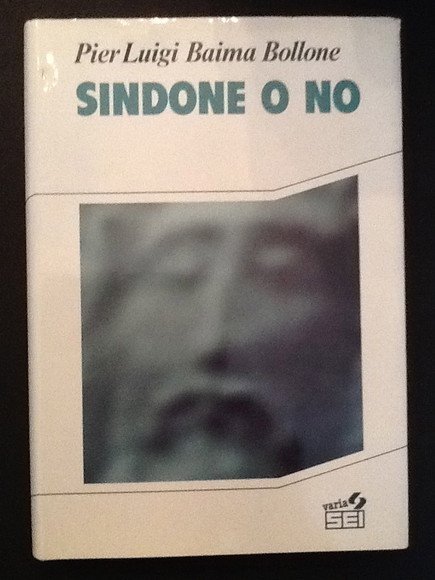 Pier Luigi Baima Bollone
SINDONE O NO
varia
SEI